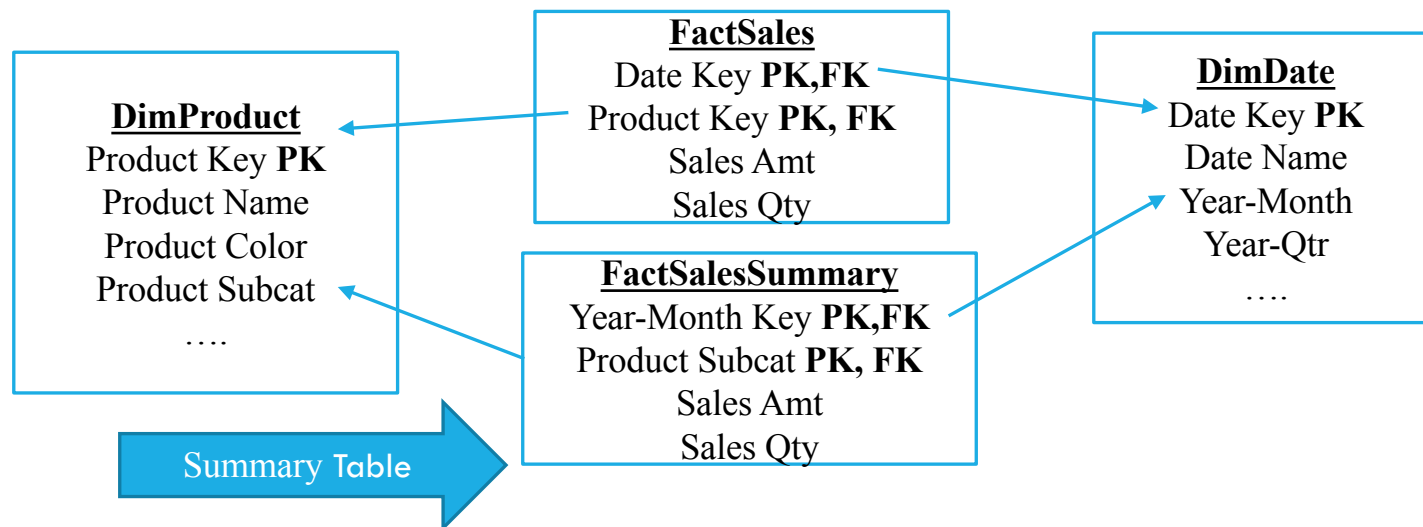 FactSales
Date Key PK,FK
Product Key PK, FK
Sales Amt
Sales Qty
DimProduct
Product Key PK
Product Name
Product Color
Product Subcat
….
DimDate
Date Key PK
Date Name
Year-Month
Year-Qtr
….
FactSalesSummary
Year-Month Key PK,FK
Product Subcat PK, FK
Sales Amt
Sales Qty
Summary Table